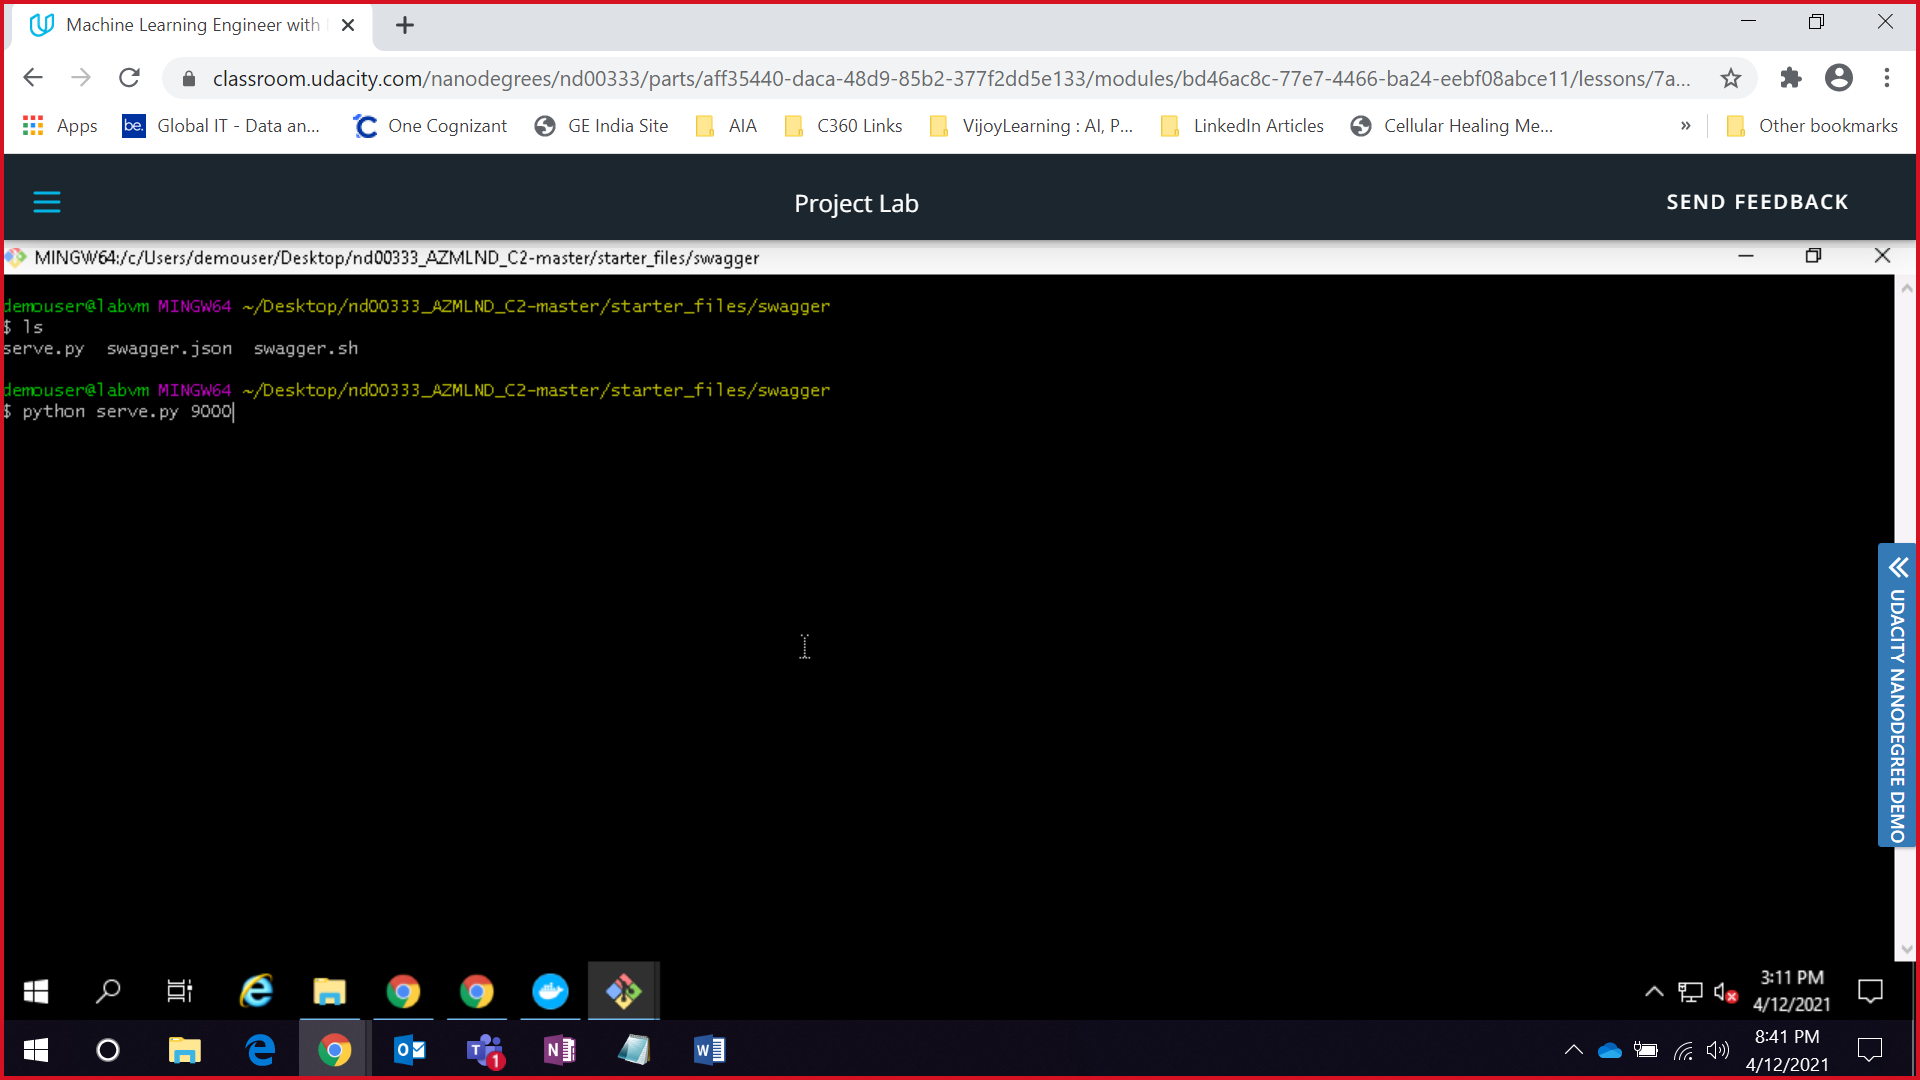 Machine Learning Engineer with
classroom.udacity.com/nanodegrees/nd00333/parts/aff35440-daca-48d9-85b2-377f2dd5e133/modules/bd46ac8c-77e7-4466-ba24-eebf08abce11/lessons/7a...
Apps be. Global IT - Data an... One Cognizant GE India Site AIA C360 Links VijoyLearning : AI, P... LinkedIn Articles Cellular Healing Me... » Other bookmarks
Project Lab SEND FEEDBACK
MINGW64:/c/Users/demouser/Desktop/nd00333_AZMLND_C2-master/starter_files/swagger
demouser@labvm MINGW64 ~/Desktop/nd00333_AZMLND_C2-master/starter_files/swagger
$ ls
serve.py swagger.json swagger.sh
demouser@labvm MINGW64 ~/Desktop/nd00333_AZMLND_C2-master/starter_files/swagger
$ python serve.py 9000
UDACITY NANODEGREE DEMO
3:11 PM
4/12/2021
8:41 PM
4/12/2021